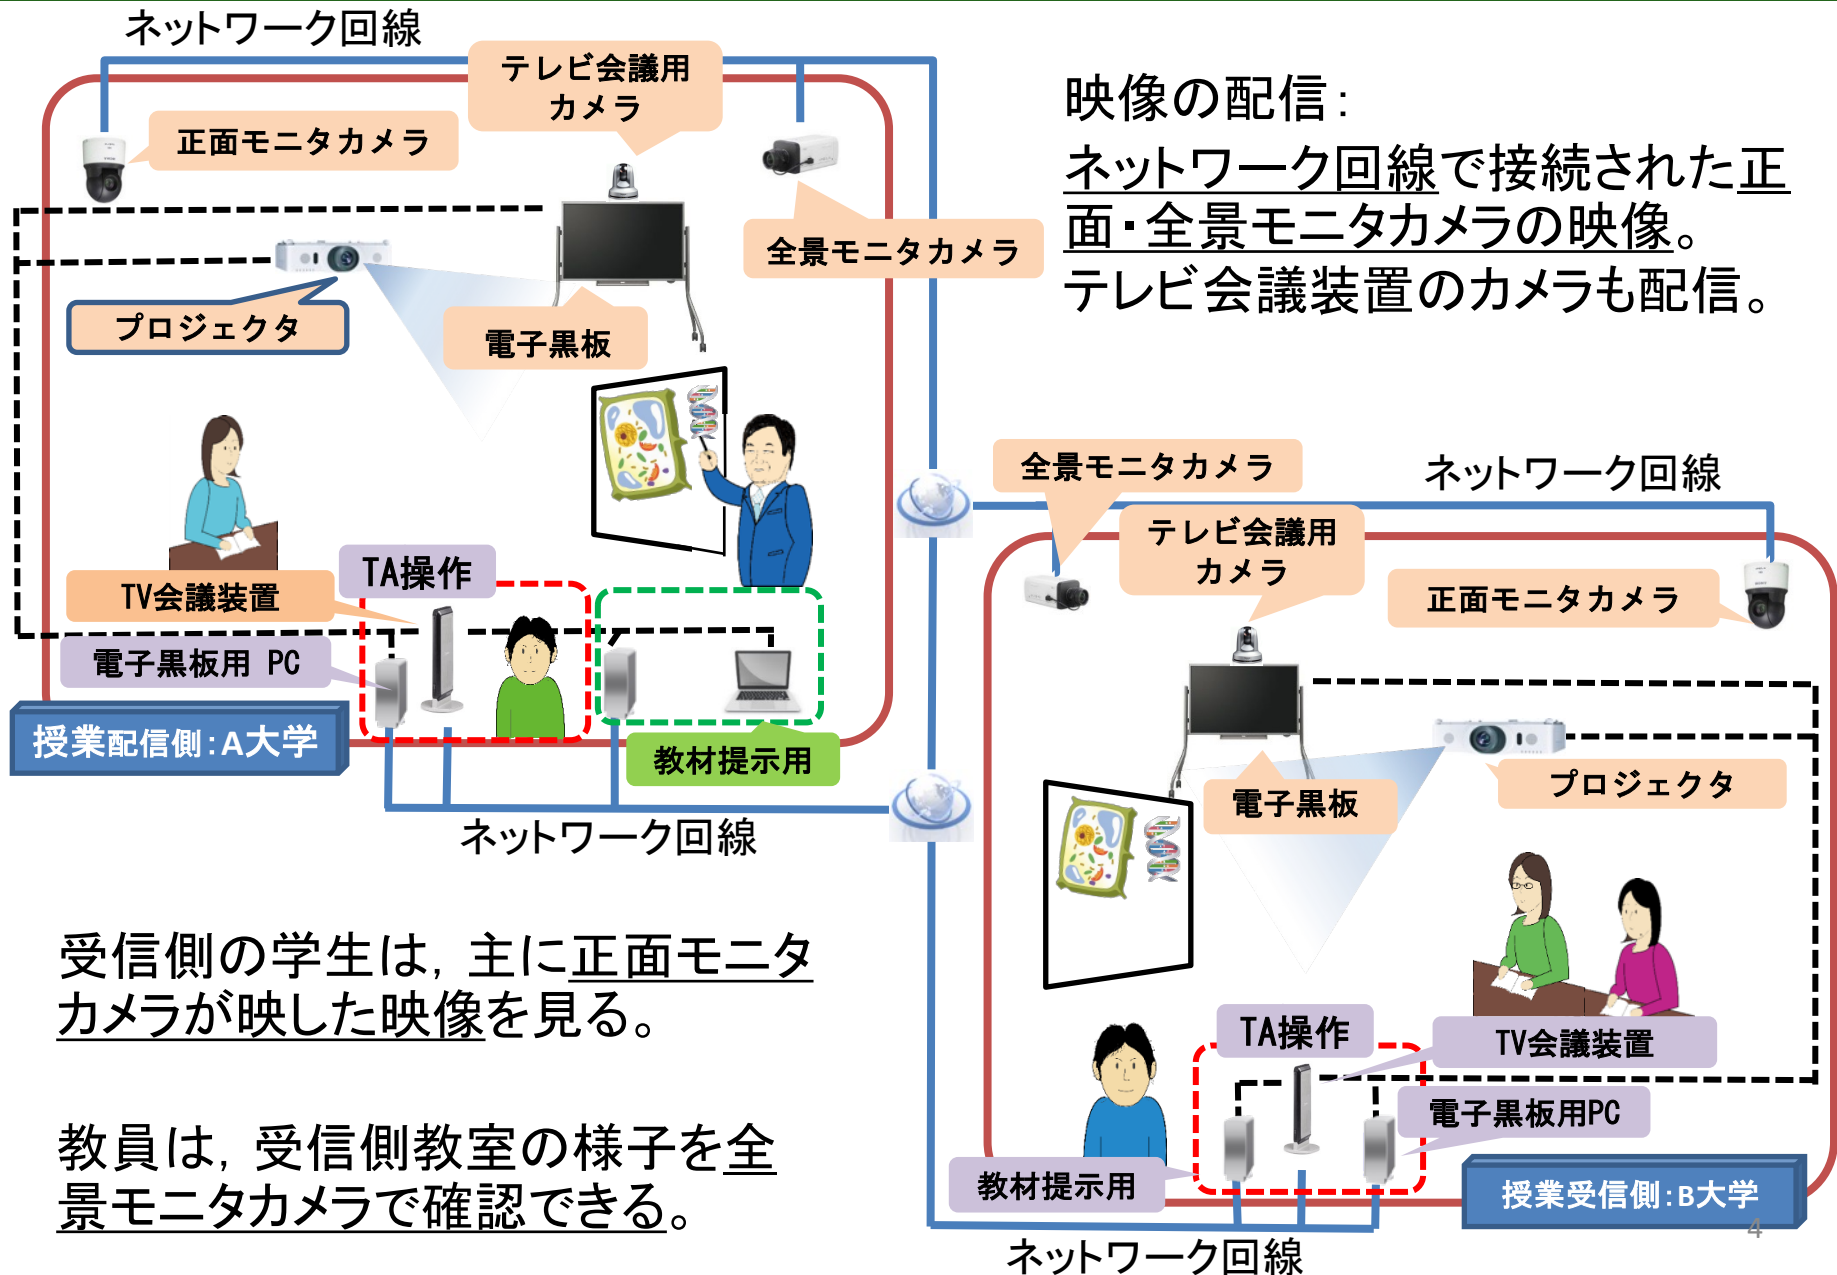 ネットワーク回線
テレビ会議用
カメラ
正面モニタカメラ
全景モニタカメラ
プロジェクタ
電子黒板
TA操作
TV会議装置
電子黒板用 PC
授業配信側:A大学
教材提示用
ネットワーク回線
映像の配信:
ネットワーク回線で接続された正
面・全景モニタカメラの映像。
テレビ会議装置のカメラも配信。
全景モニタカメラ
ネットワーク回線
テレビ会議用
カメラ
正面モニタカメラ
電子黒板
プロジェクタ
TA操作
TV会議装置
電子黒板用PC
教材提示用
授業受信側:B大学
ネットワーク回線
受信側の学生は, 主に正面モニタ
カメラが映した映像を見る。
教員は, 受信側教室の様子を全
景モニタカメラで確認できる。
4